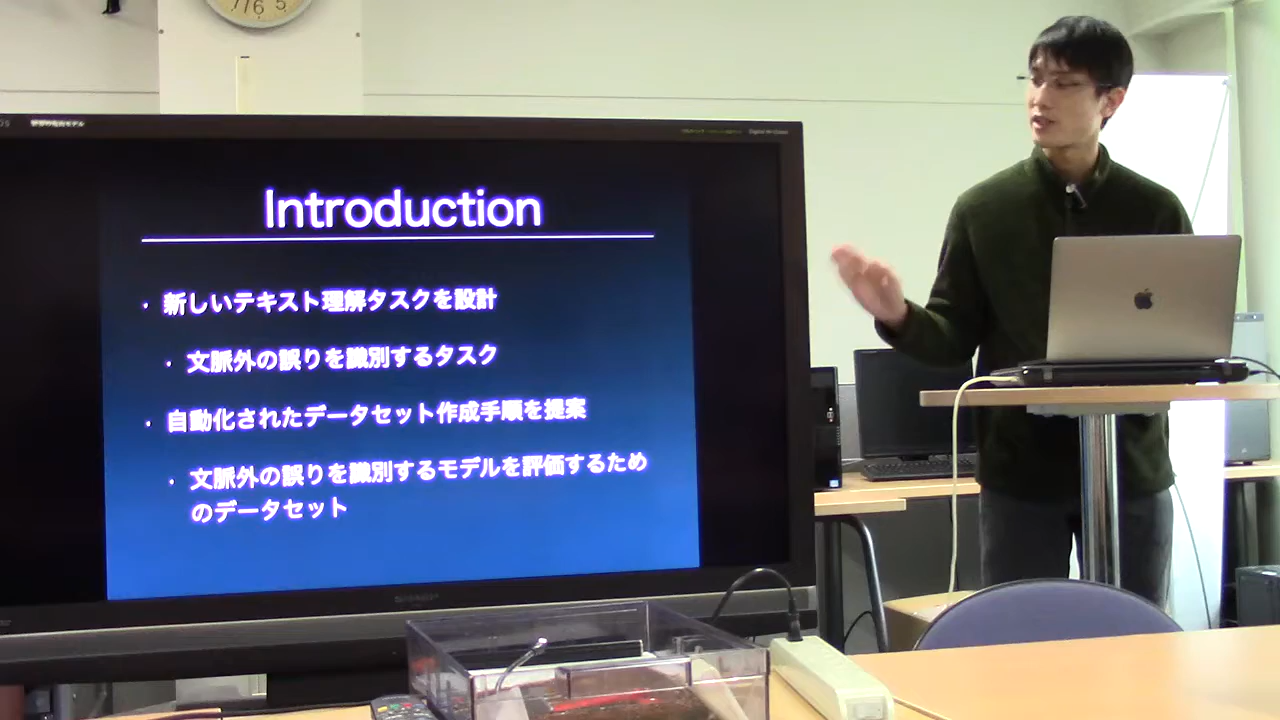 Introduction
・ 新しいテキスト理解タスクを設計
・ 文脈外の誤りを識別するタスク
・ 自動化されたデータセット作成手順を提案
・ 文脈外の誤りを識別するモデルを評価するため
のデータセット